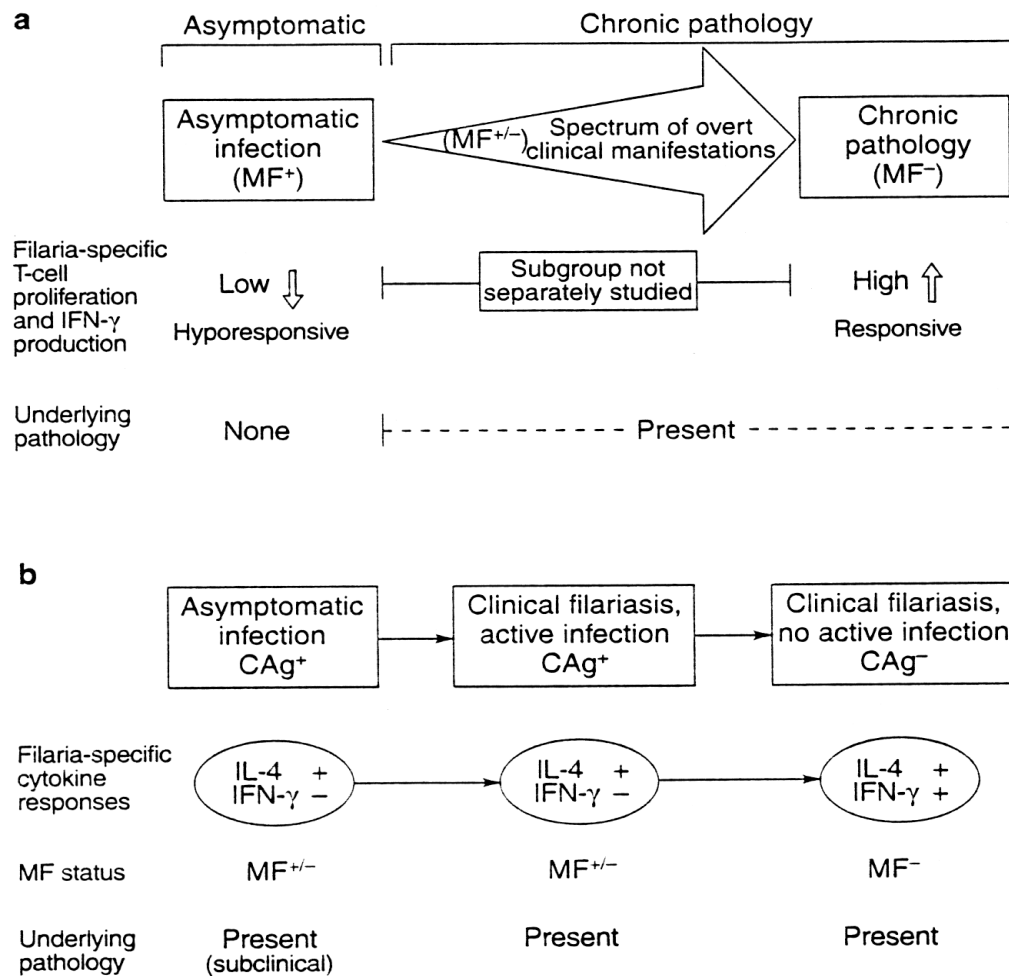 a
Asymptomatic
Chronic pathology
Asymptomatic
infection
(MF⁺)
(MF⁺/⁻)
Spectrum of overt
clinical manifestations
Chronic
pathology
(MF⁻)
Filaria-specific
T-cell
proliferation
and IFN-γ
production
Low
Hyporesponsive
Subgroup not
separately studied
High
Responsive
Underlying
pathology
None
Present
b
Asymptomatic
infection
CAg⁺
Clinical filariasis,
active infection
CAg⁺
Clinical filariasis,
no active infection
CAg⁻
Filaria-specific
cytokine
responses
IL-4 +
IFN-γ −
IL-4 +
IFN-γ −
IL-4 +
IFN-γ +
MF status
MF⁺/⁻
MF⁺/⁻
MF⁻
Underlying
pathology
Present
(subclinical)
Present
Present